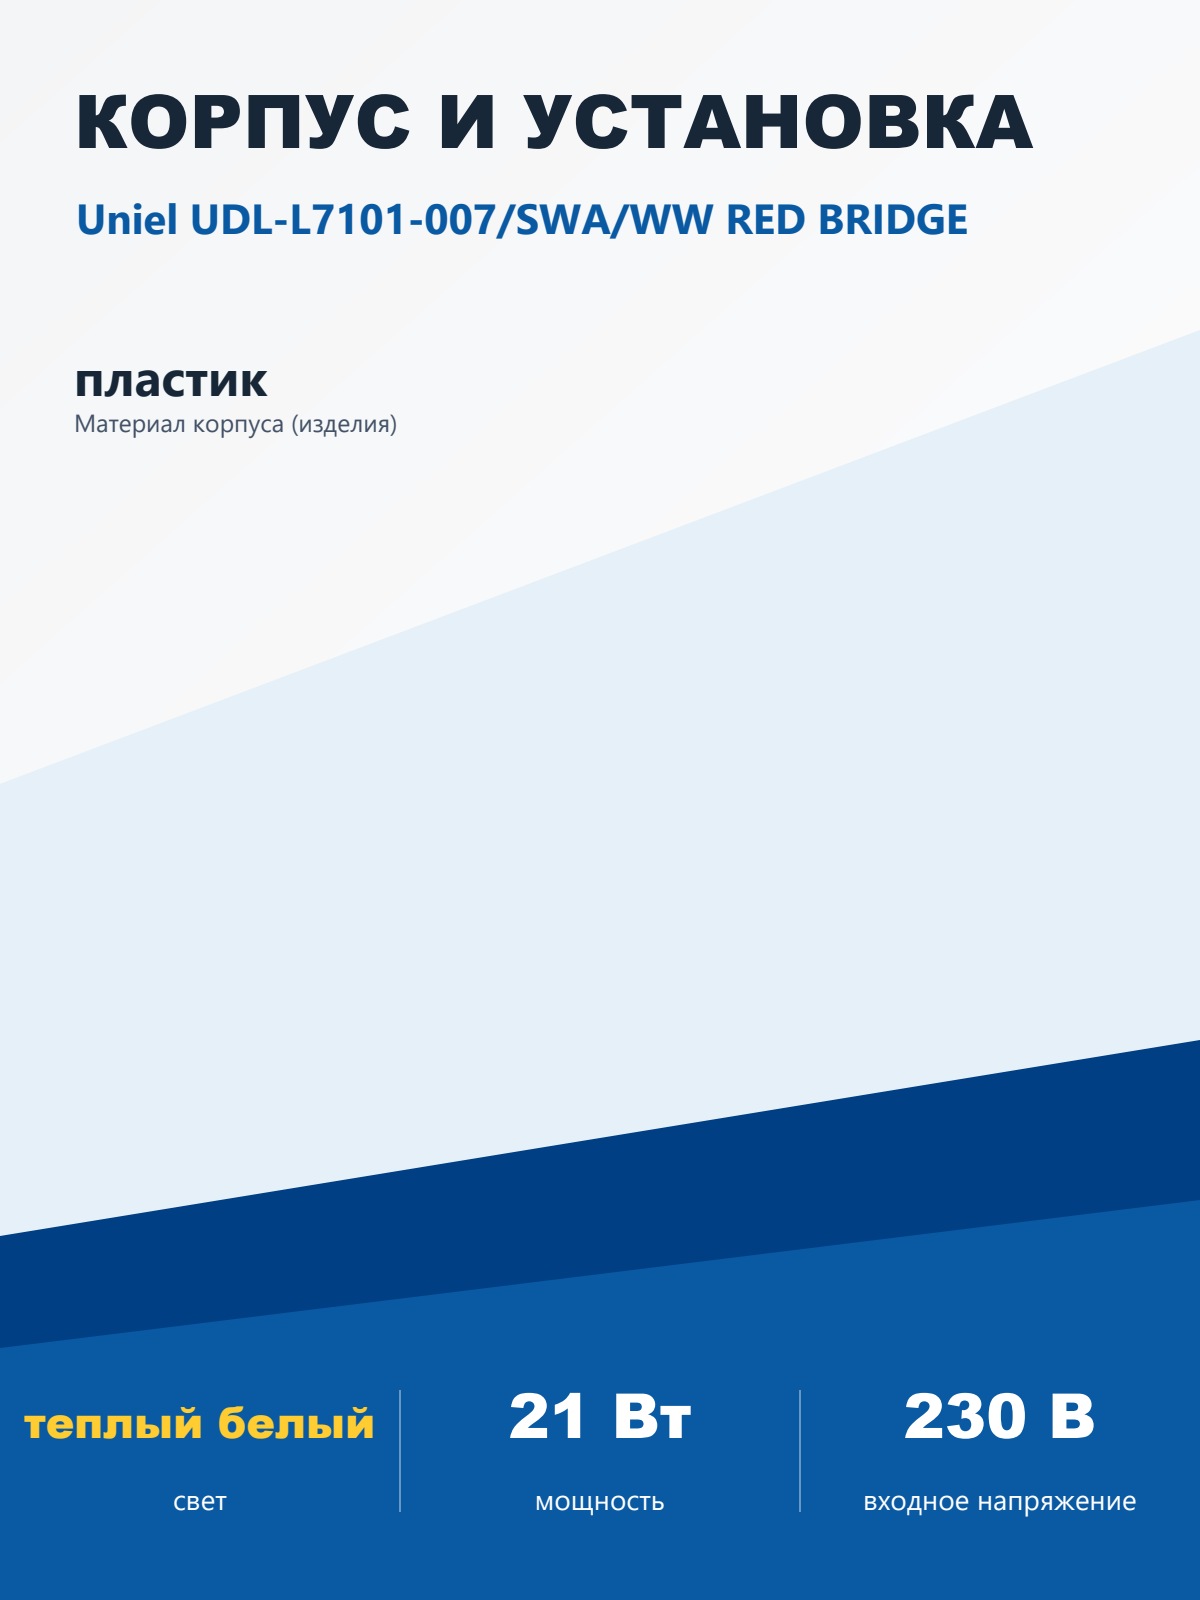 КОРПУС И УСТАНОВКА
Uniel UDL-L7101-007/SWA/WW RED BRIDGE
пластик
Материал корпуса (изделия)
теплый белый
свет
21 Вт
мощность
230 В
входное напряжение